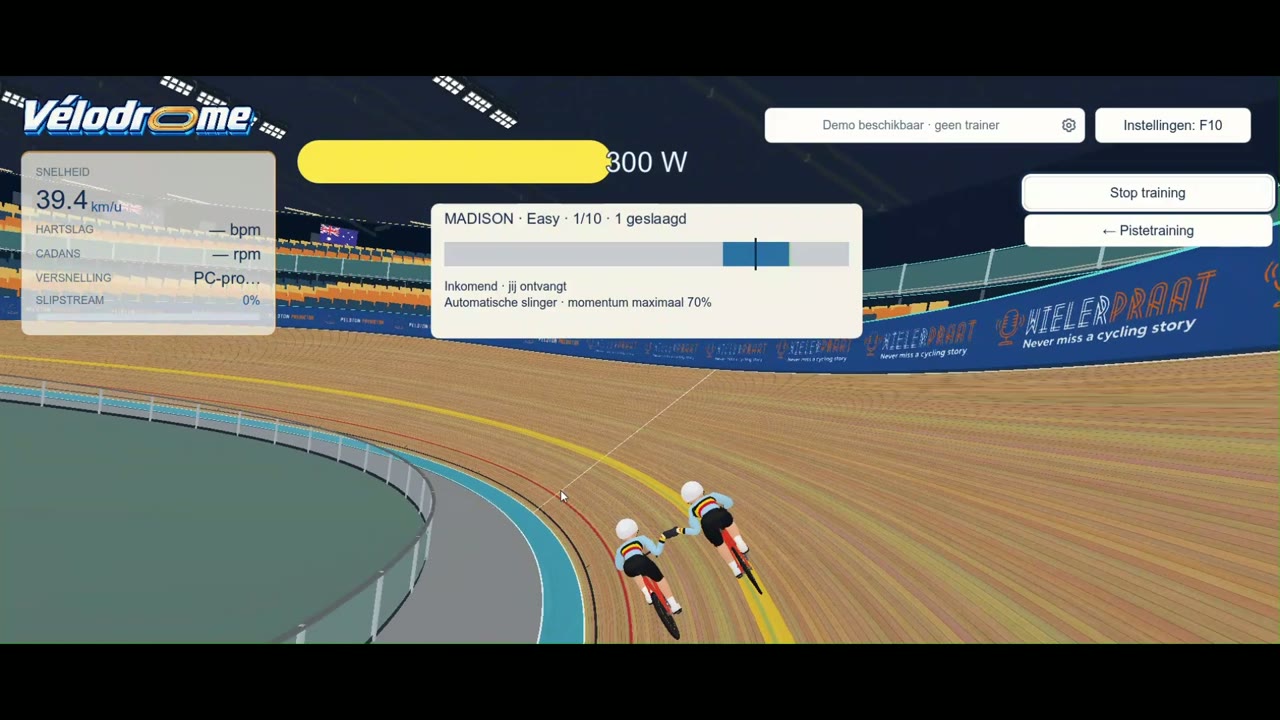 Vélodrome
Demo beschikbaar · geen trainer
Instellingen: F10
300 W
SNELHEID
39.4 km/u
HARTSLAG — bpm
CADANS — rpm
VERSNELLING PC-pro…
SLIPSTREAM 0%
Stop training
← Pistetraining
MADISON · Easy · 1/10 · 1 geslaagd
Inkomend · jij ontvangt
Automatische slinger · momentum maximaal 70%
WIELERPRAAT
Never miss a cycling story
WIELERPRAAT
Never miss a cycling story